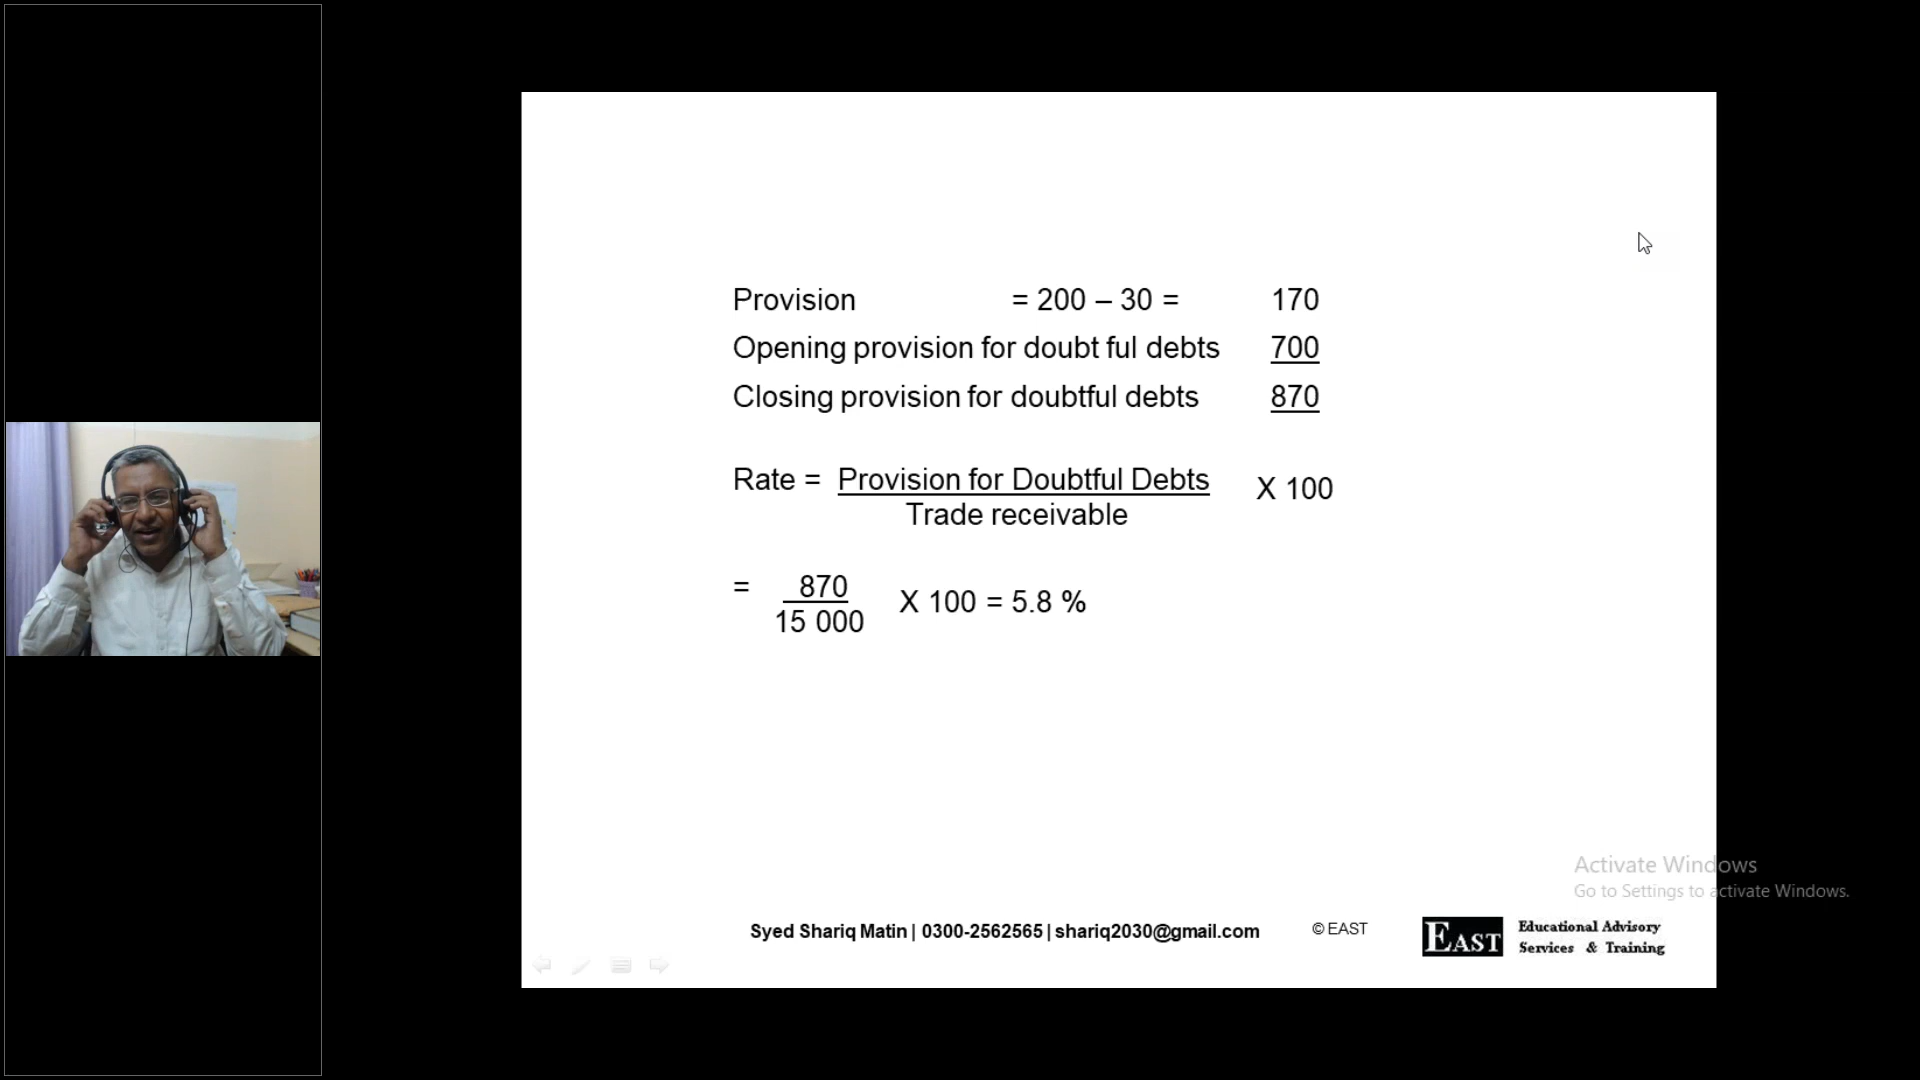 Provision = 200 – 30 = 170
Opening provision for doubt ful debts 700
Closing provision for doubtful debts 870
Rate = Provision for Doubtful Debts X 100
Trade receivable
= 870 X 100 = 5.8 %
15 000
Activate Windows
Go to Settings to activate Windows.
Syed Shariq Matin | 0300-2562565 | shariq2030@gmail.com © EAST EAST Educational Advisory
Services & Training